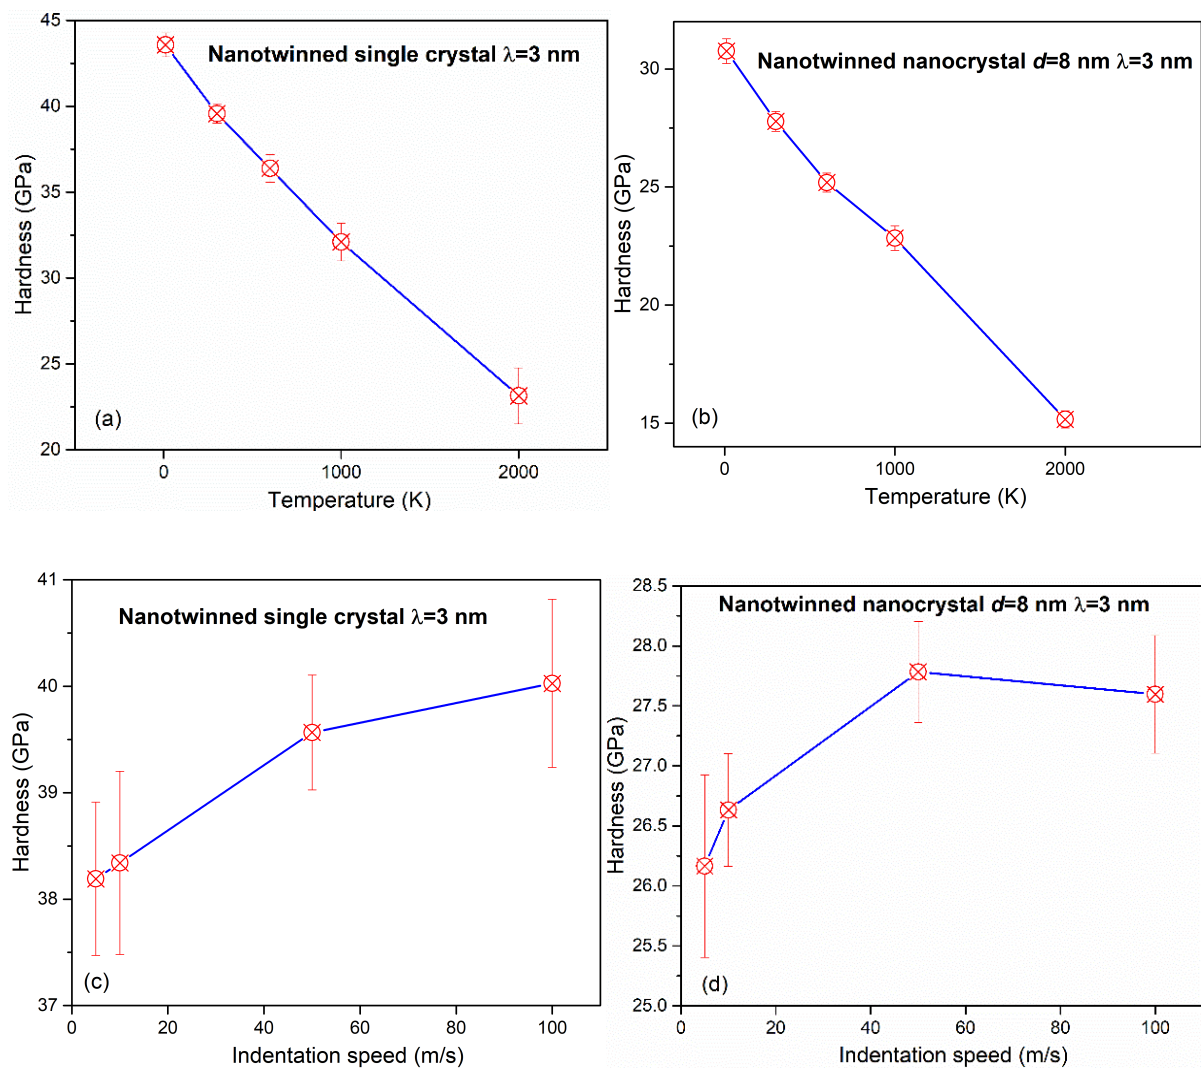 Nanotwinned single crystal λ=3 nm
Hardness (GPa)
45
40
35
30
25
20
(a)
0
1000
2000
Temperature (K)
Nanotwinned nanocrystal d=8 nm λ=3 nm
Hardness (GPa)
30
25
20
15
(b)
0
1000
2000
Temperature (K)
Nanotwinned single crystal λ=3 nm
Hardness (GPa)
41
40
39
38
37
(c)
0
20
40
60
80
100
Indentation speed (m/s)
Nanotwinned nanocrystal d=8 nm λ=3 nm
Hardness (GPa)
28.5
28.0
27.5
27.0
26.5
26.0
25.5
25.0
(d)
0
20
40
60
80
100
Indentation speed (m/s)